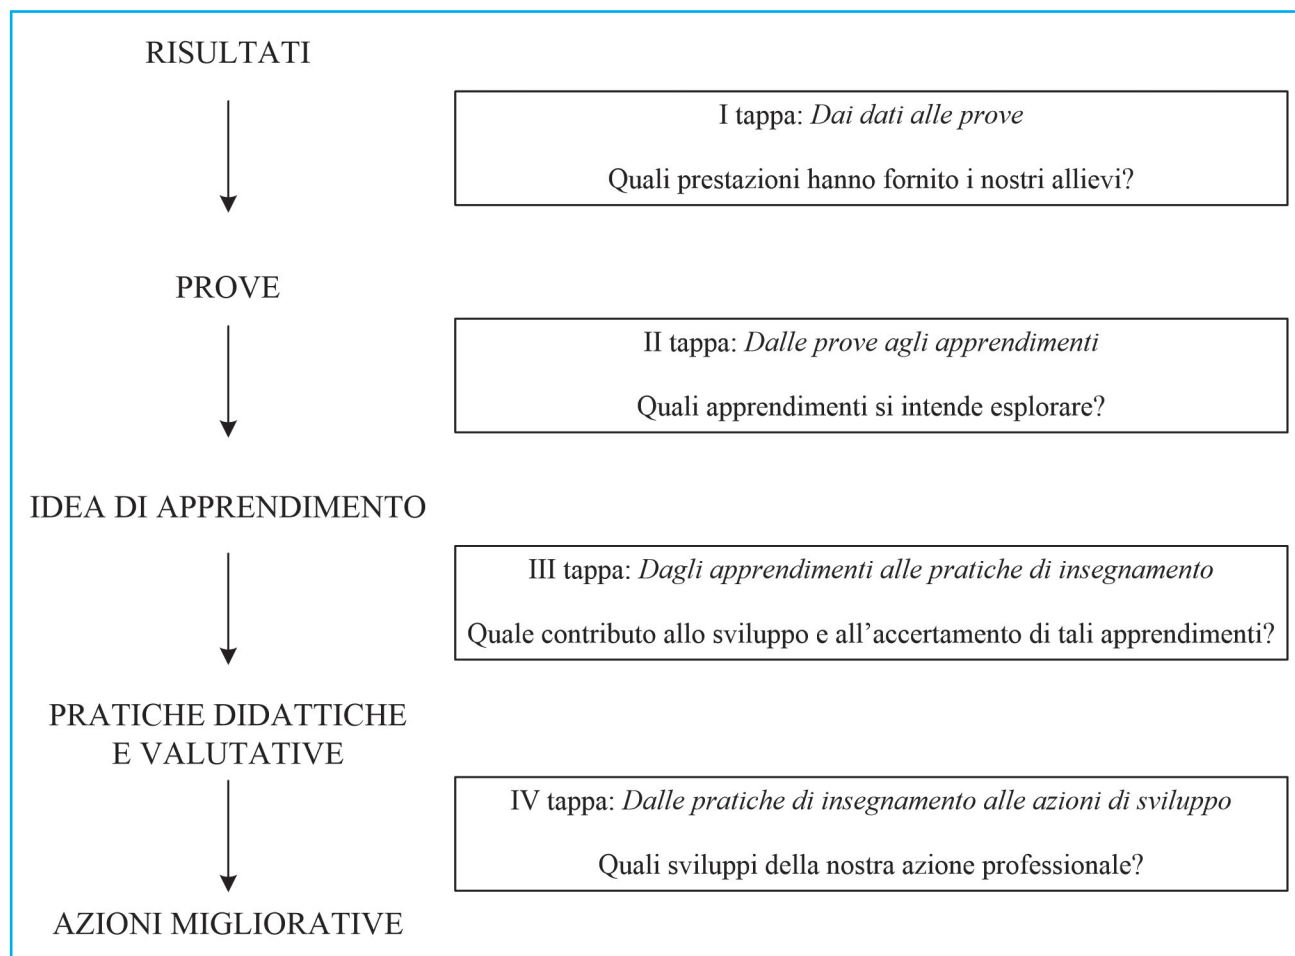 RISULTATI
I tappa: Dai dati alle prove
Quali prestazioni hanno fornito i nostri allievi?
PROVE
II tappa: Dalle prove agli apprendimenti
Quali apprendimenti si intende esplorare?
IDEA DI APPRENDIMENTO
III tappa: Dagli apprendimenti alle pratiche di insegnamento
Quale contributo allo sviluppo e all’accertamento di tali apprendimenti?
PRATICHE DIDATTICHE
E VALUTATIVE
IV tappa: Dalle pratiche di insegnamento alle azioni di sviluppo
Quali sviluppi della nostra azione professionale?
AZIONI MIGLIORATIVE